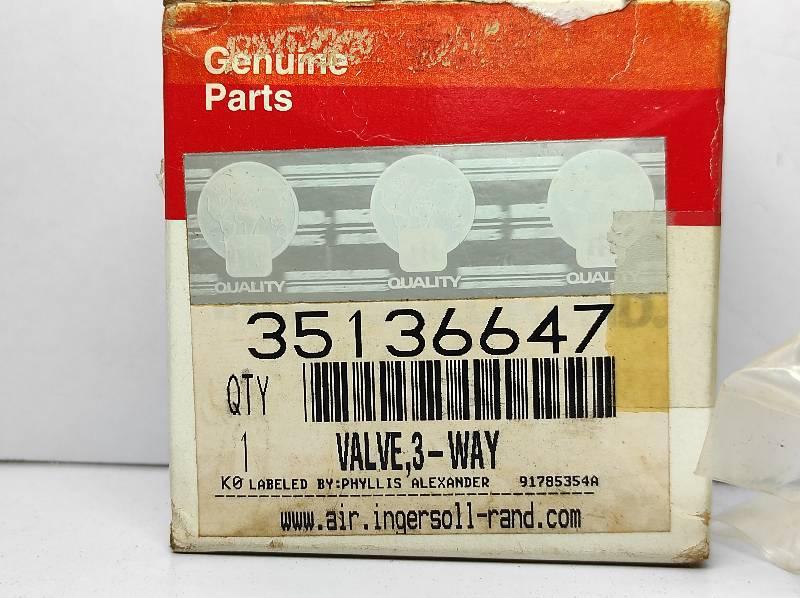 Genuine
Parts
QUALITY QUALITY QUALITY
35136647
QTY
1 VALVE,3-WAY
KØ LABELED BY:PHYLLIS ALEXANDER 91785354A
www.air.ingersoll-rand.com